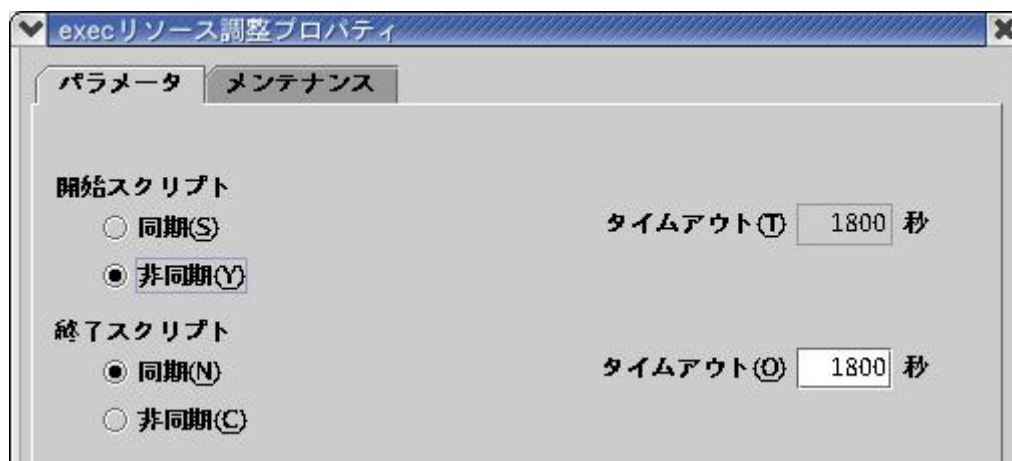 execリソース調整プロパティ
パラメータ メンテナンス
開始スクリプト
同期(S) タイムアウト(T) 1800 秒
非同期(Y)
終了スクリプト
同期(N) タイムアウト(O) 1800 秒
非同期(C)